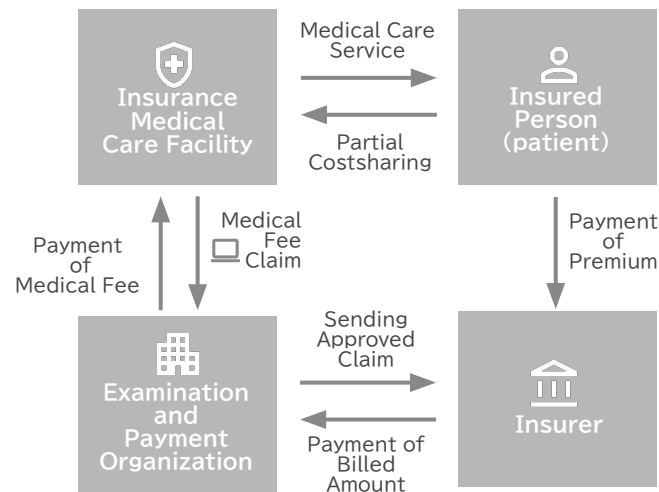 Medical Care
Service
Insurance
Medical
Care Facility
Insured
Person
(patient)
Partial
Costsharing
Payment
of
Medical Fee
Medical
Fee
Claim
Payment
of
Premium
Sending
Approved
Claim
Examination
and
Payment
Organization
Insurer
Payment of
Billed
Amount